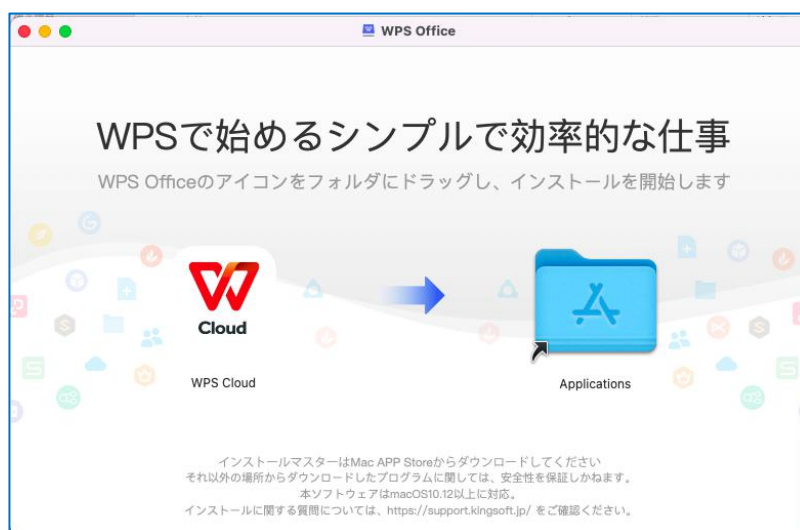 WPS Office
WPSで始めるシンプルで効率的な仕事
WPS Officeのアイコンをフォルダにドラッグし、インストールを開始します
Cloud
WPS Cloud
Applications
インストールマスターはMac APP Storeからダウンロードしてください
それ以外の場所からダウンロードしたプログラムに関しては、安全性を保証しかねます。
本ソフトウェアはmacOS10.12以上に対応。
インストールに関する質問については、https://support.kingsoft.jp/ をご確認ください。